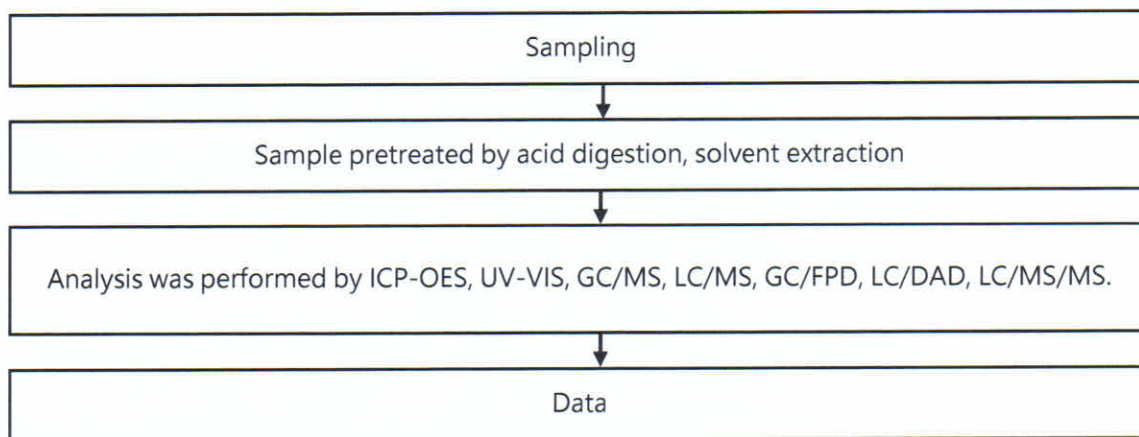 Sampling
Sample pretreated by acid digestion, solvent extraction
Analysis was performed by ICP-OES, UV-VIS, GC/MS, LC/MS, GC/FPD, LC/DAD, LC/MS/MS.
Data